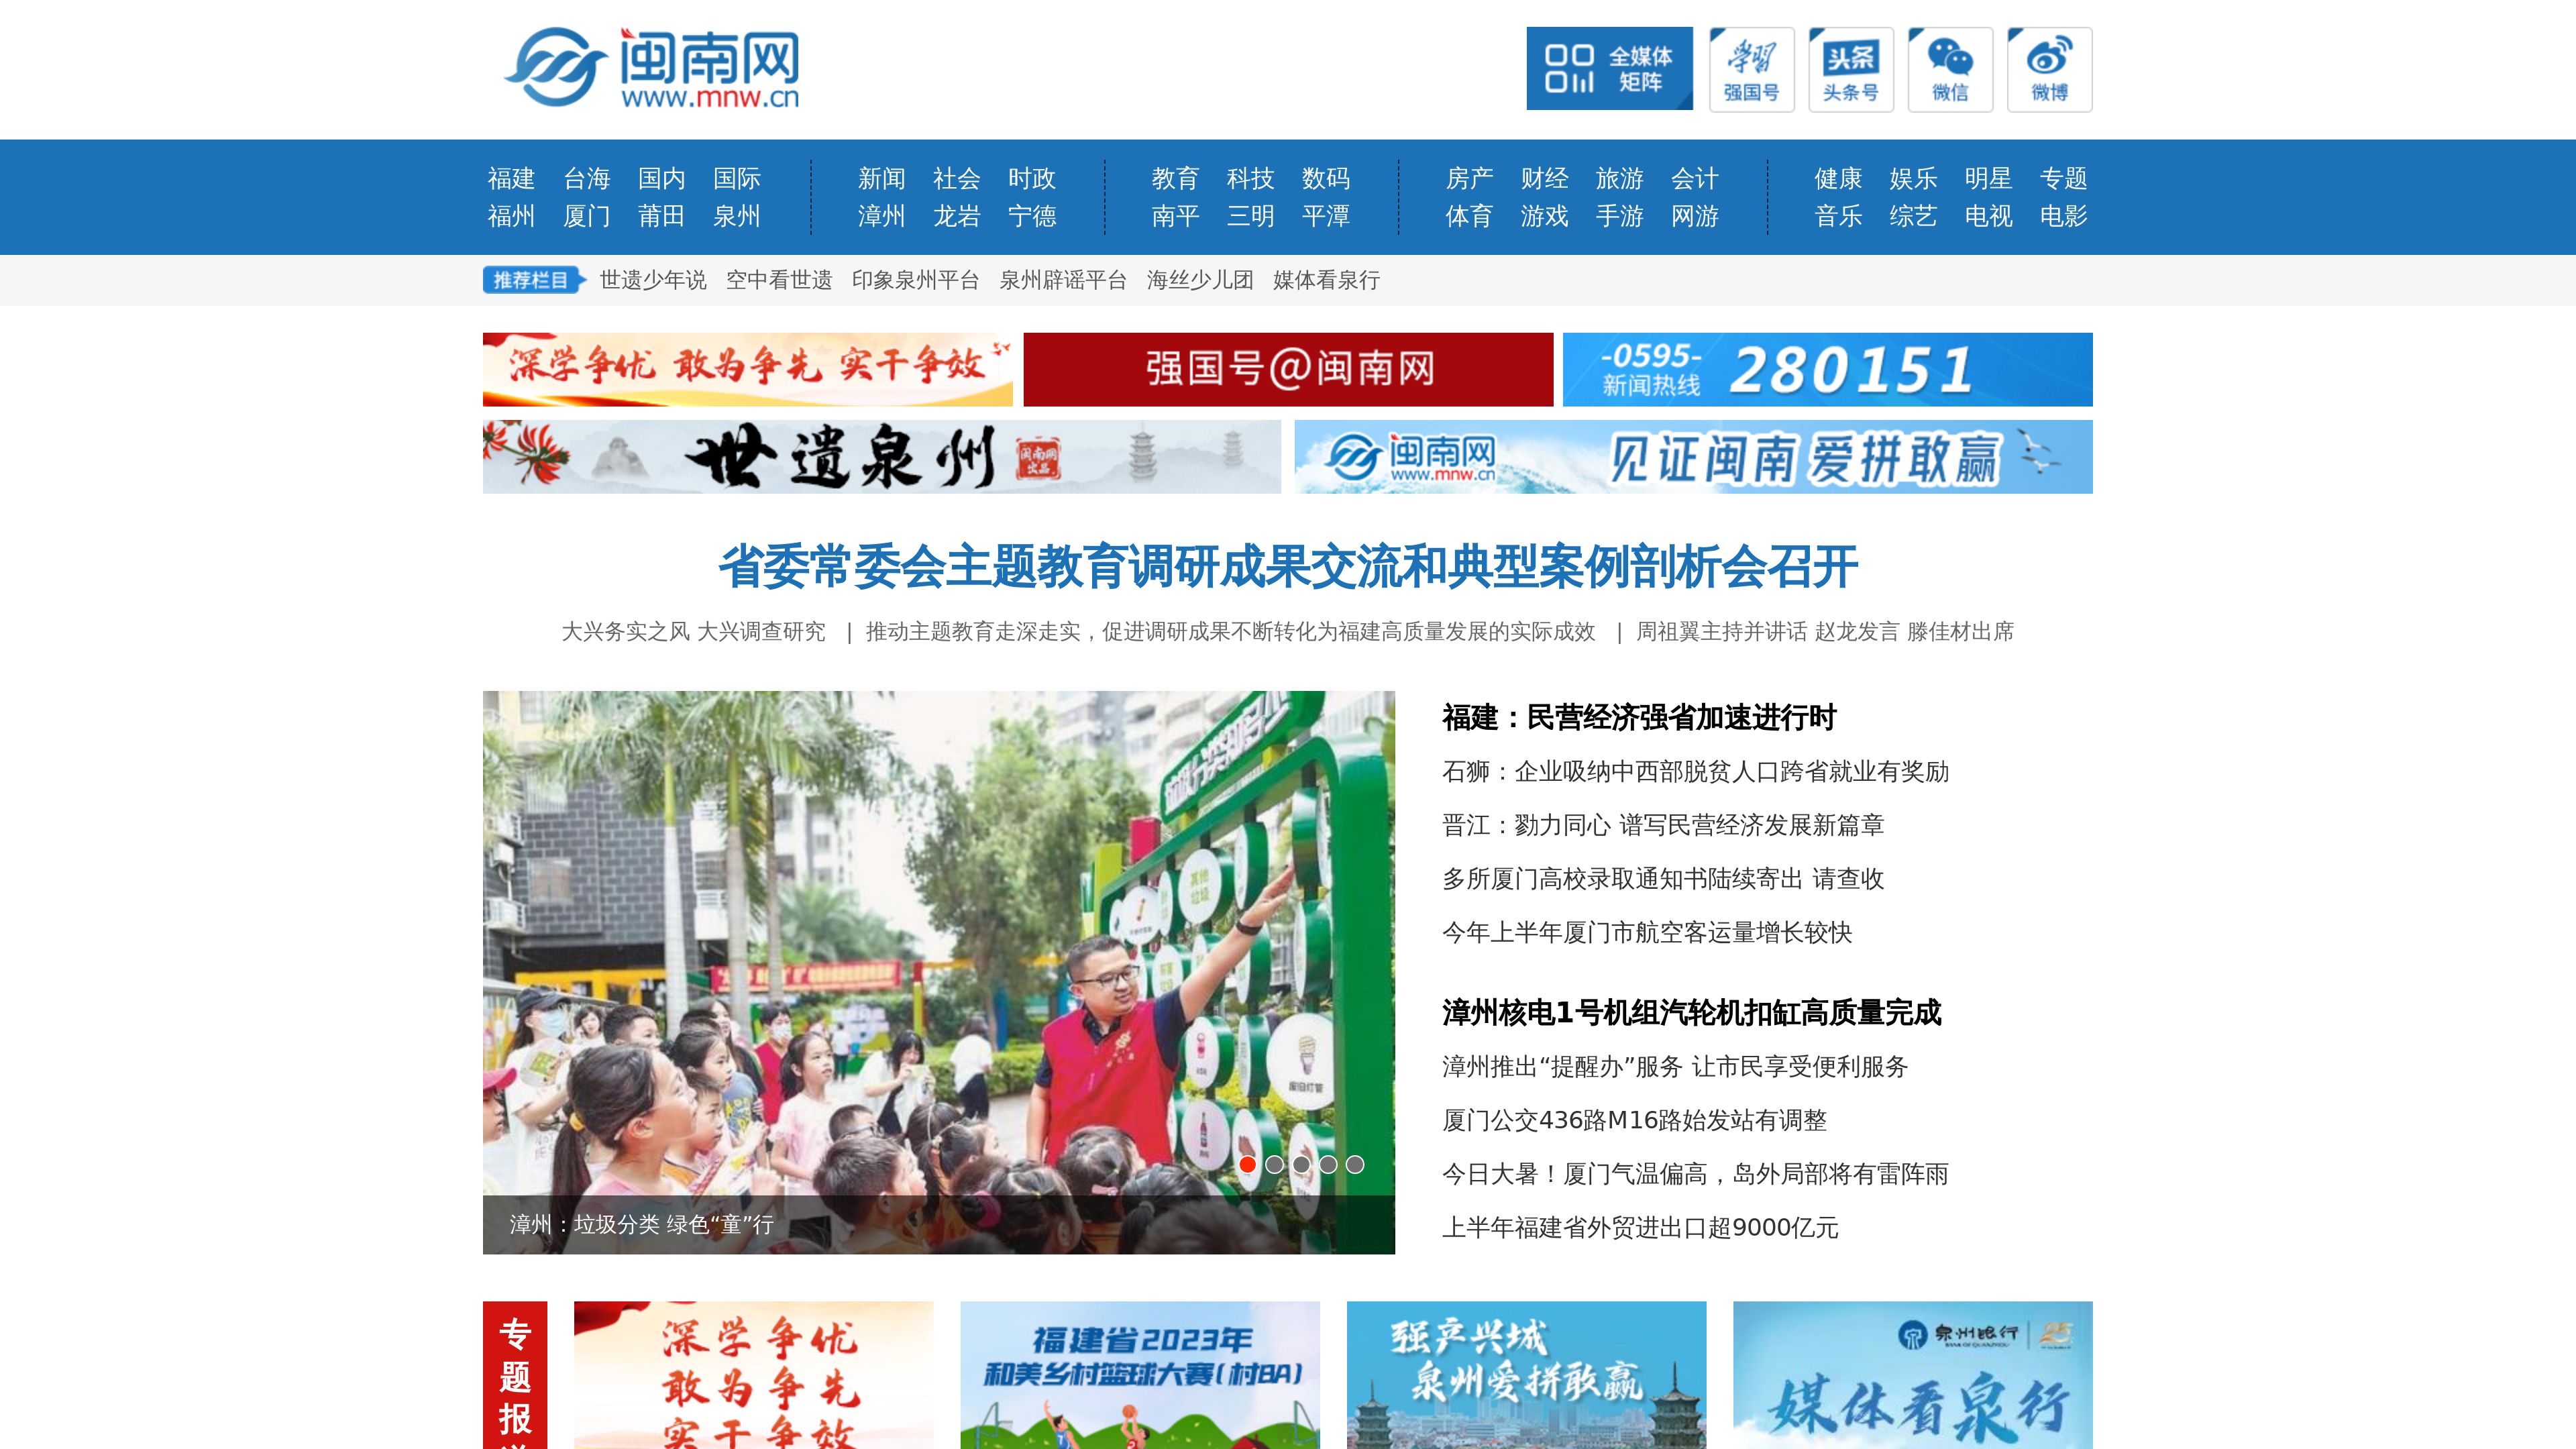 闽南网
www.mnw.cn
全媒体
矩阵
学习
强国号
头条
头条号
微信
微博
福建 台海 国内 国际 新闻 社会 时政 教育 科技 数码 房产 财经 旅游 会计 健康 娱乐 明星 专题
福州 厦门 莆田 泉州 漳州 龙岩 宁德 南平 三明 平潭 体育 游戏 手游 网游 音乐 综艺 电视 电影
推荐栏目 世遗少年说 空中看世遗 印象泉州平台 泉州辟谣平台 海丝少儿团 媒体看泉行
深学争优 敢为争先 实干争效
强国号@闽南网
-0595-
新闻热线
280151
世遗泉州
闽南网
出品
闽南网
www.mnw.cn
见证闽南 爱拼敢赢
省委常委会主题教育调研成果交流和典型案例剖析会召开
大兴务实之风 大兴调查研究 | 推动主题教育走深走实，促进调研成果不断转化为福建高质量发展的实际成效 | 周祖翼主持并讲话 赵龙发言 滕佳材出席
漳州：垃圾分类 绿色“童”行
福建：民营经济强省加速进行时
石狮：企业吸纳中西部脱贫人口跨省就业有奖励
晋江：勠力同心 谱写民营经济发展新篇章
多所厦门高校录取通知书陆续寄出 请查收
今年上半年厦门市航空客运量增长较快
漳州核电1号机组汽轮机扣缸高质量完成
漳州推出“提醒办”服务 让市民享受便利服务
厦门公交436路M16路始发站有调整
今日大暑！厦门气温偏高，岛外局部将有雷阵雨
上半年福建省外贸进出口超9000亿元
专
题
报
深学争优
敢为争先
实干争效
福建省2023年
和美乡村篮球大赛(村BA)
强产兴城
泉州爱拼敢赢
泉州银行
BANK OF QUANZHOU
25
媒体看泉行